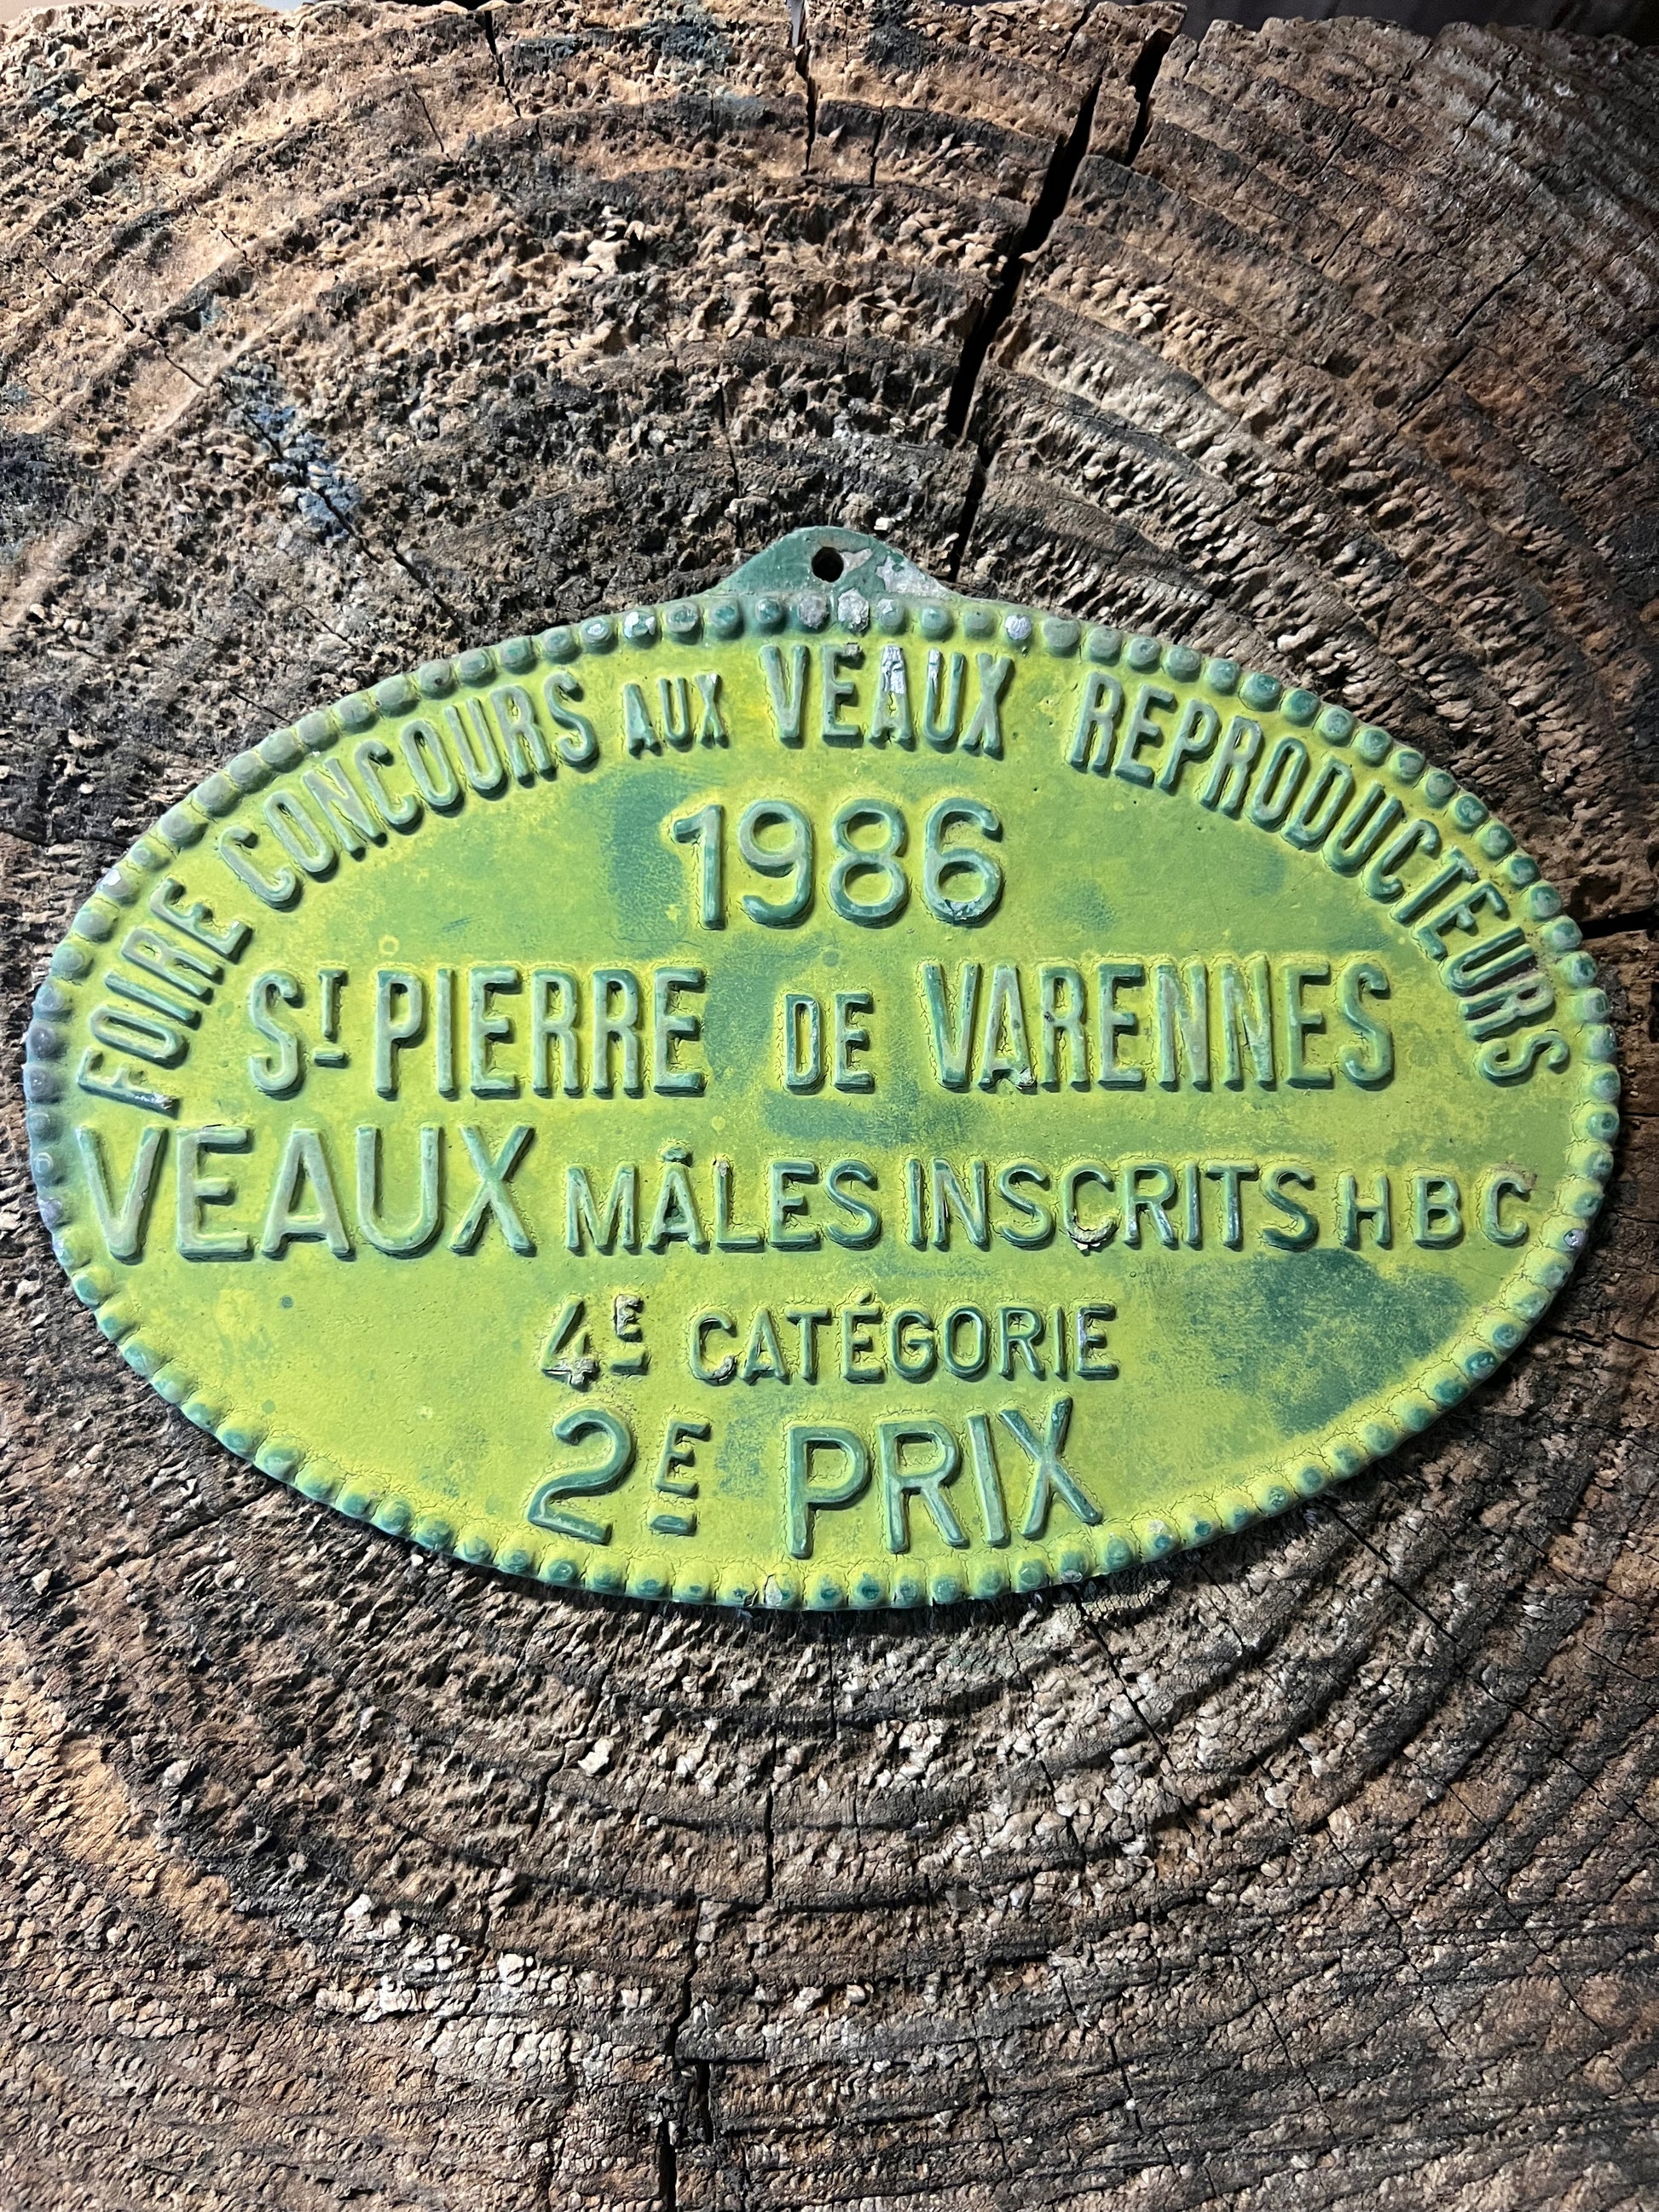 FOIRE CONCOURS AUX VEAUX REPRODUCTEURS
1986
ST PIERRE DE VARENNES
VEAUX MÂLES INSCRITS HBC
4E CATÉGORIE
2E PRIX